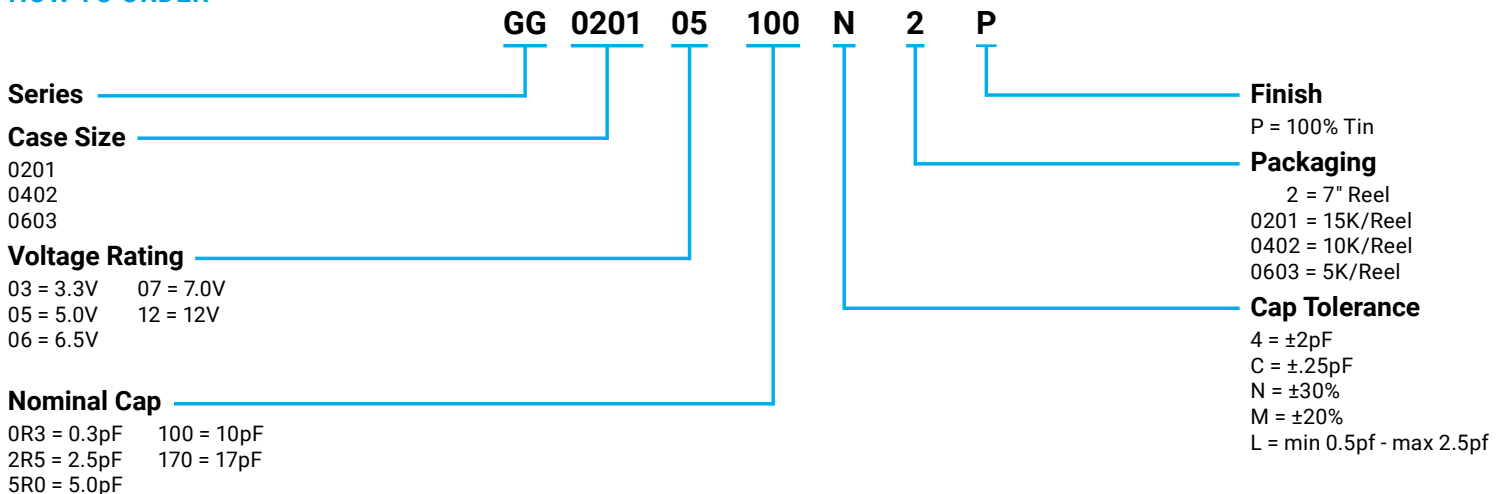 GG 0201 05 100 N 2 P
Series
Case Size
0201
0402
0603
Voltage Rating
03 = 3.3V 07 = 7.0V
05 = 5.0V 12 = 12V
06 = 6.5V
Nominal Cap
0R3 = 0.3pF 100 = 10pF
2R5 = 2.5pF 170 = 17pF
5R0 = 5.0pF
Finish
P = 100% Tin
Packaging
2 = 7" Reel
0201 = 15K/Reel
0402 = 10K/Reel
0603 = 5K/Reel
Cap Tolerance
4 = ±2pF
C = ±.25pF
N = ±30%
M = ±20%
L = min 0.5pf - max 2.5pf